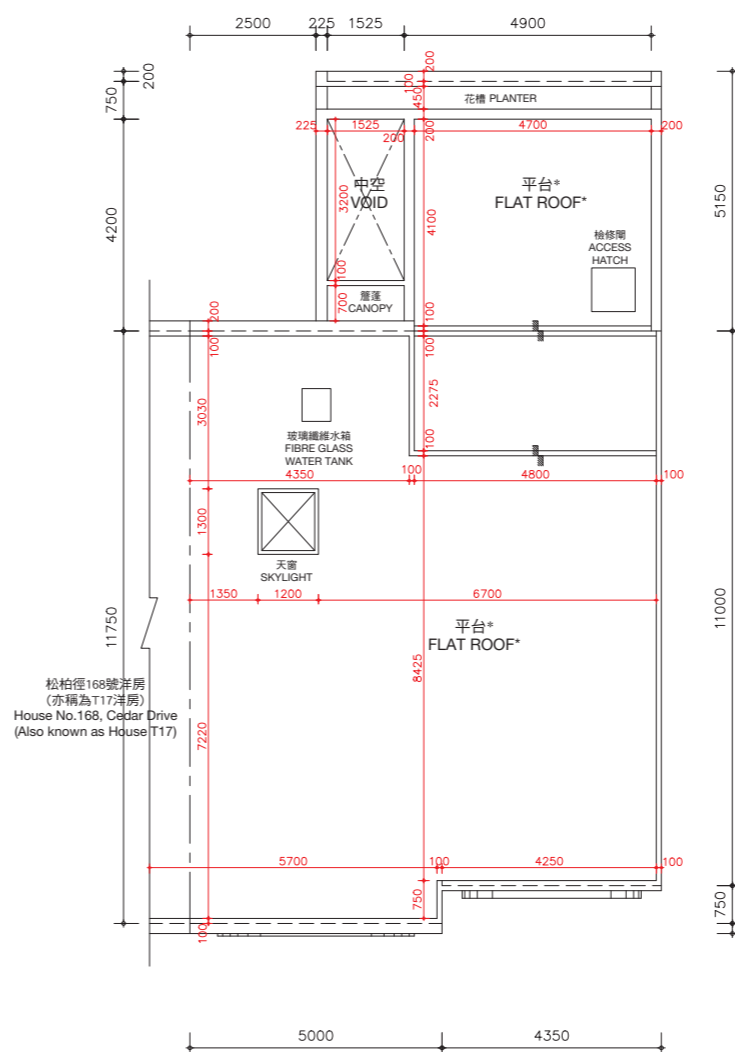 2500
225
1525
4900
200
750
200
100
450
花槽 PLANTER
225
1525
200
200
4700
200
中空
VOID
平台*
FLAT ROOF*
3200
4100
4200
5150
檢修閘
ACCESS
HATCH
100
簷蓬
CANOPY
700
100
200
100
100
3030
2275
玻璃纖維水箱
FIBRE GLASS
WATER TANK
100
4350
100
4800
100
1300
天窗
SKYLIGHT
1350
1200
6700
11750
11000
平台*
FLAT ROOF*
8425
松柏徑168號洋房
(亦稱為T17洋房)
House No.168, Cedar Drive
(Also known as House T17)
7220
5700
100
4250
100
750
750
100
5000
4350